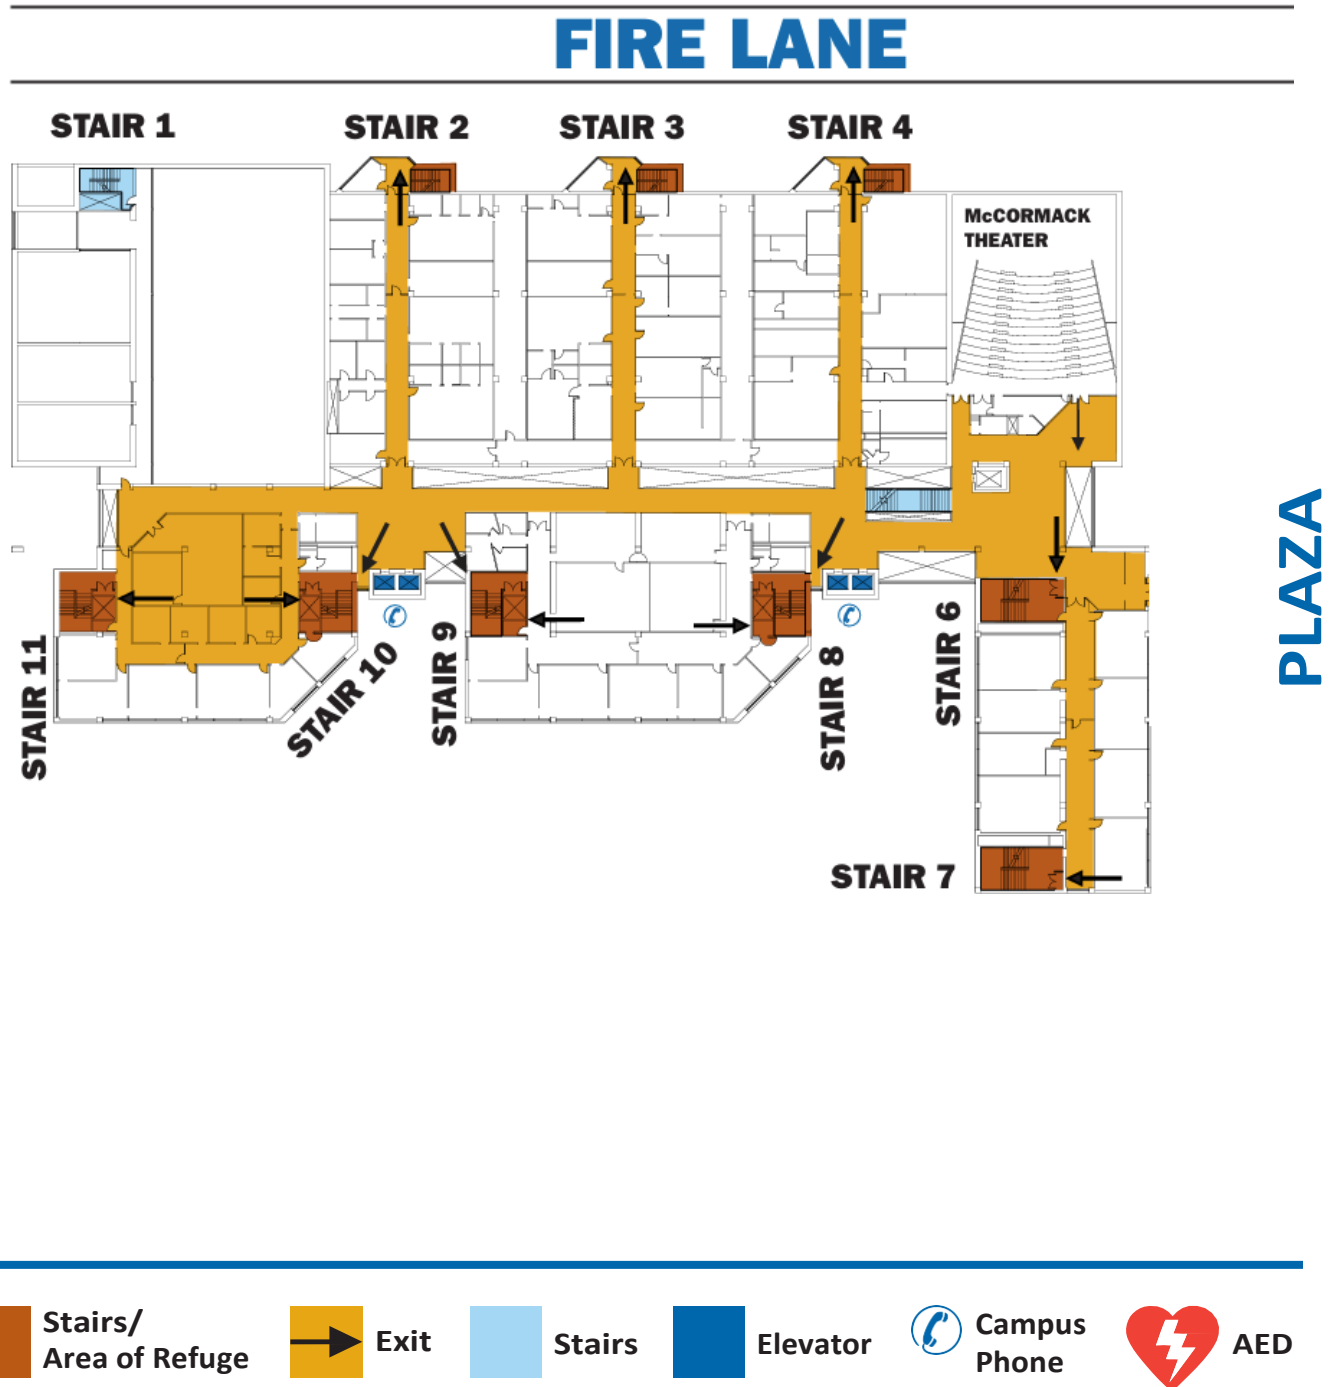 FIRE LANE
STAIR 1
STAIR 2
STAIR 3
STAIR 4
McCORMACK
THEATER
PLAZA
STAIR 11
STAIR 10
STAIR 9
STAIR 8
STAIR 6
STAIR 7
Stairs/
Area of Refuge
Exit
Stairs
Elevator
Campus
Phone
AED